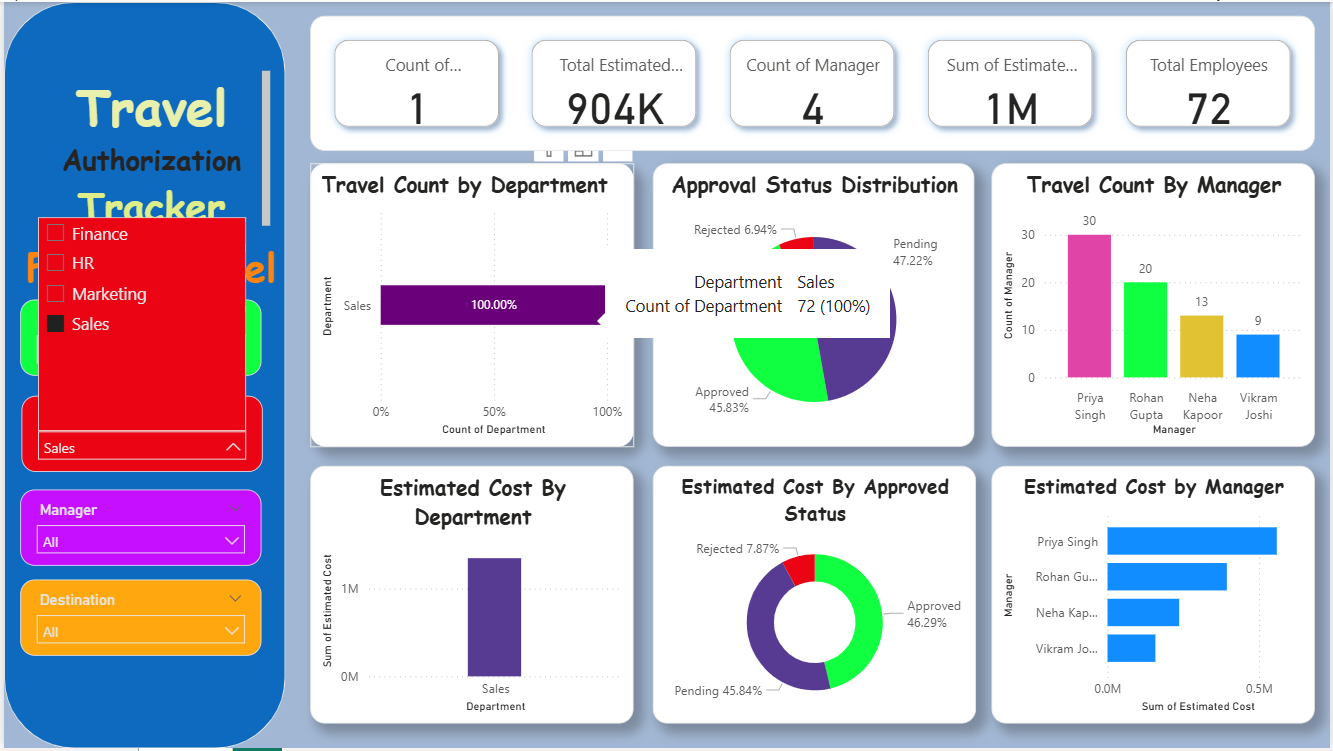 Travel
Authorization
Tracker
el
Finance
HR
Marketing
Sales
Sales
Manager
All
Destination
All
Count of...
1
Total Estimated...
904K
Count of Manager
4
Sum of Estimate...
1M
Total Employees
72
Travel Count by Department
Department
Sales
100.00%
0%
50%
100%
Count of Department
Approval Status Distribution
Rejected 6.94%
Pending
47.22%
Department Sales
Count of Department 72 (100%)
Approved
45.83%
Travel Count By Manager
Count of Manager
30
20
10
0
30
20
13
9
Priya
Singh
Rohan
Gupta
Neha
Kapoor
Vikram
Joshi
Manager
Estimated Cost By
Department
Sum of Estimated Cost
1M
0M
Sales
Department
Estimated Cost By Approved
Status
Rejected 7.87%
Approved
46.29%
Pending 45.84%
Estimated Cost by Manager
Manager
Priya Singh
Rohan Gu...
Neha Kap...
Vikram Jo...
0.0M
0.5M
Sum of Estimated Cost